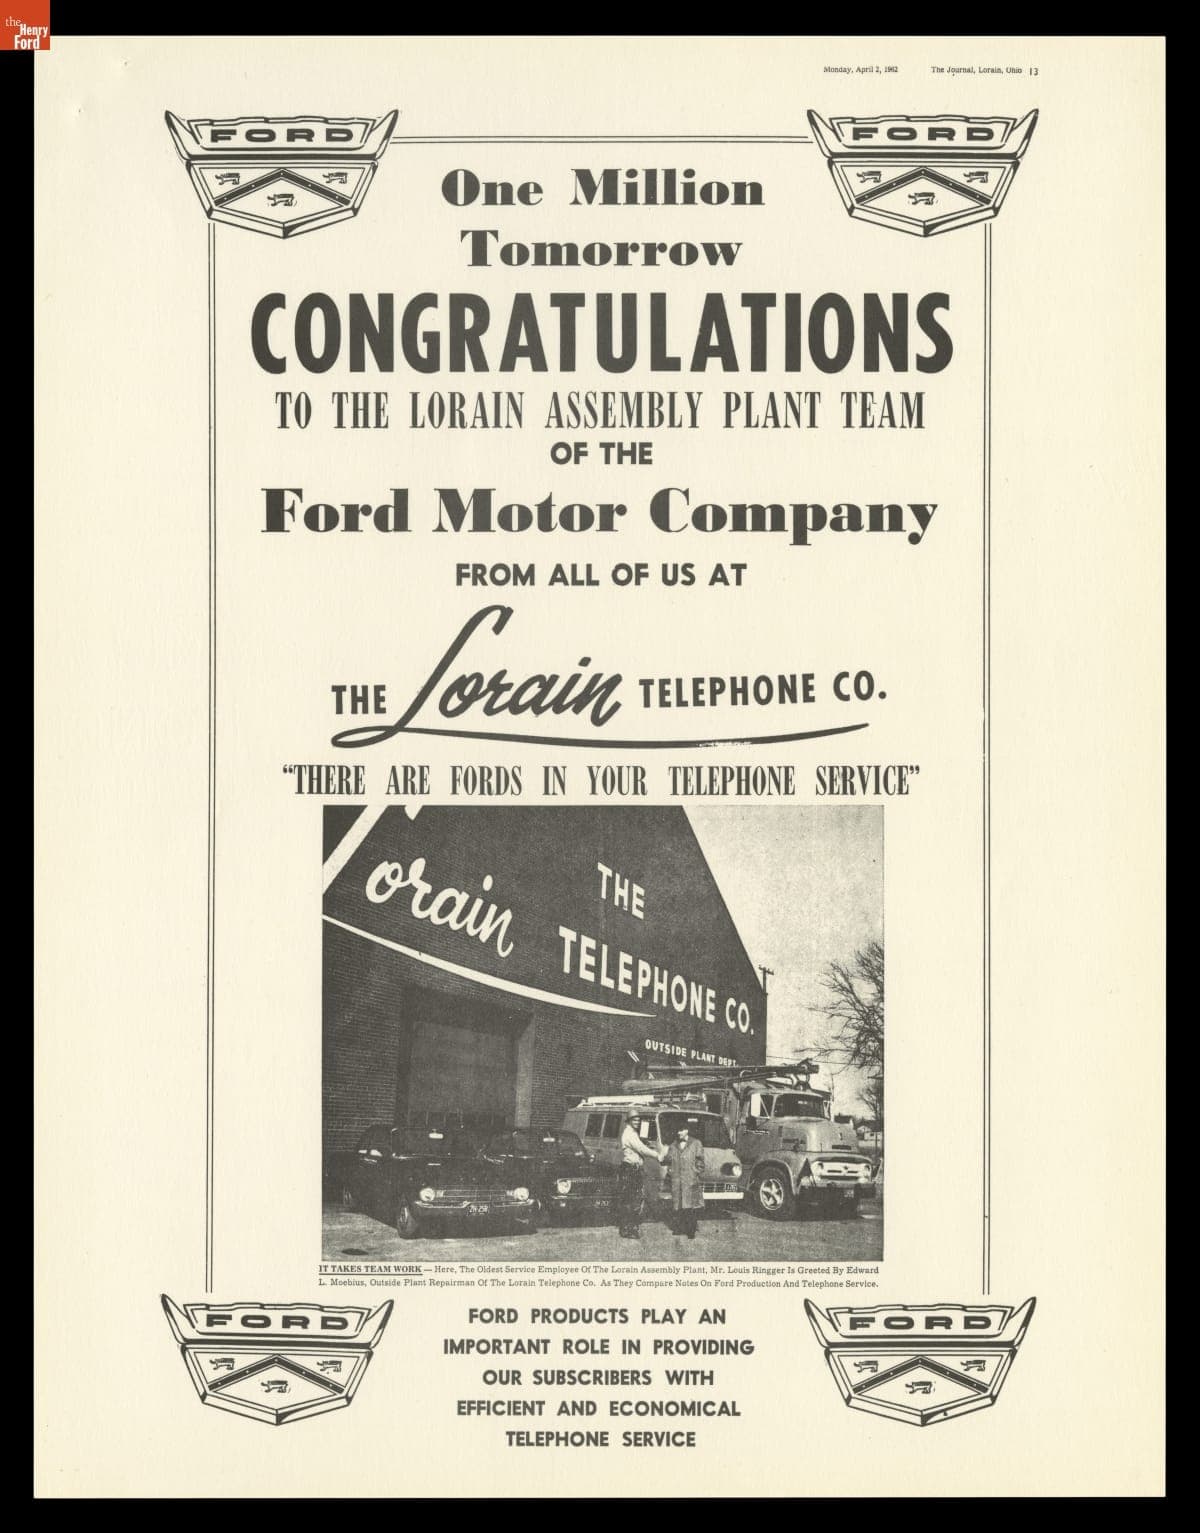 the
Henry
Ford
Monday, April 2, 1962 The Journal, Lorain, Ohio 13
FORD FORD
One Million
Tomorrow
CONGRATULATIONS
TO THE LORAIN ASSEMBLY PLANT TEAM
OF THE
Ford Motor Company
FROM ALL OF US AT
THE Lorain TELEPHONE CO.
“THERE ARE FORDS IN YOUR TELEPHONE SERVICE”
Lorain
THE
TELEPHONE CO.
OUTSIDE PLANT DEPT.
IT TAKES TEAM WORK — Here, The Oldest Service Employee Of The Lorain Assembly Plant, Mr. Louis Ringger Is Greeted By Edward
L. Moebius, Outside Plant Repairman Of The Lorain Telephone Co. As They Compare Notes On Ford Production And Telephone Service.
FORD FORD
FORD PRODUCTS PLAY AN
IMPORTANT ROLE IN PROVIDING
OUR SUBSCRIBERS WITH
EFFICIENT AND ECONOMICAL
TELEPHONE SERVICE